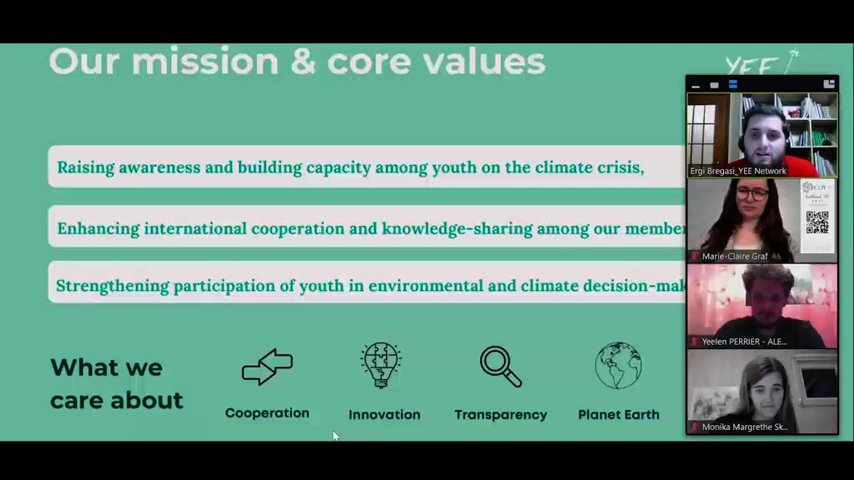 Our mission & core values
YEE
Raising awareness and building capacity among youth on the climate crisis,
Enhancing international cooperation and knowledge-sharing among our member
Strengthening participation of youth in environmental and climate decision-mak
What we
care about
Cooperation
Innovation
Transparency
Planet Earth
Ergi Bregasi_YEE Network
Marie-Claire Graf
Yeelen PERRIER - ALE...
Monika Margrethe Sk...